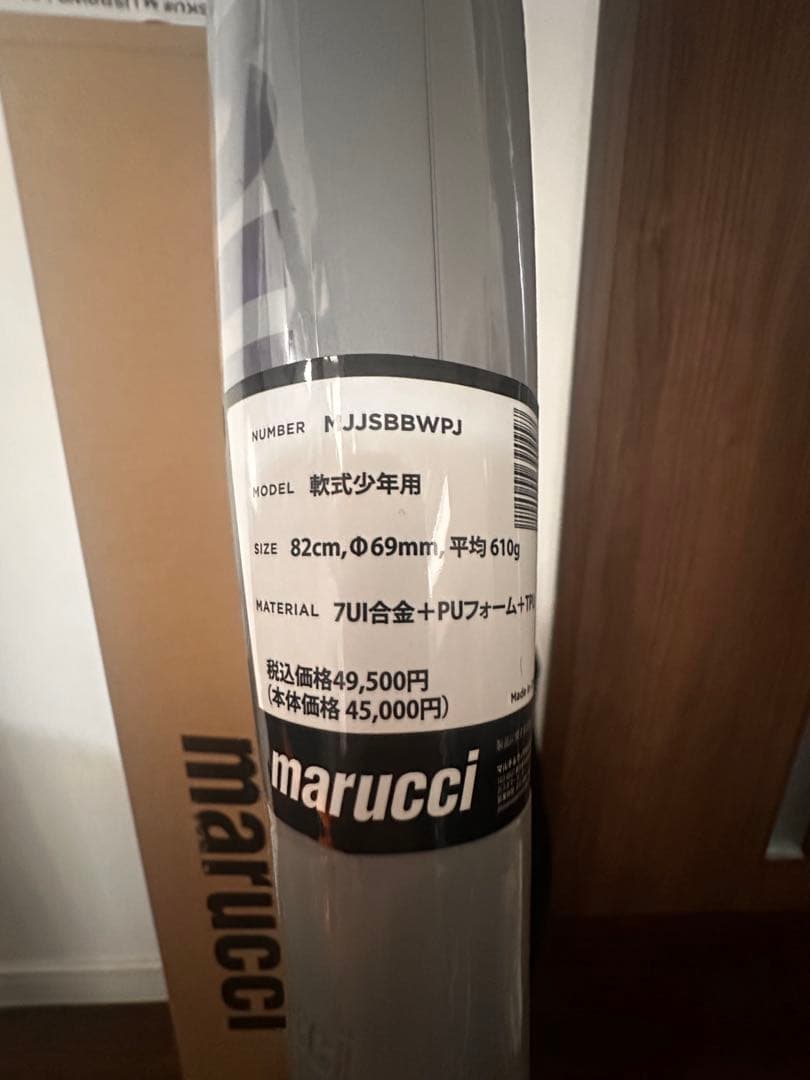 NUMBER MJJSBBWPJ
MODEL 軟式少年用
SIZE 82cm,Φ69mm, 平均 610g
MATERIAL 7UI合金+PUフォーム+TPU
税込価格49,500円
(本体価格 45,000円)
Made in
marucci
marucci